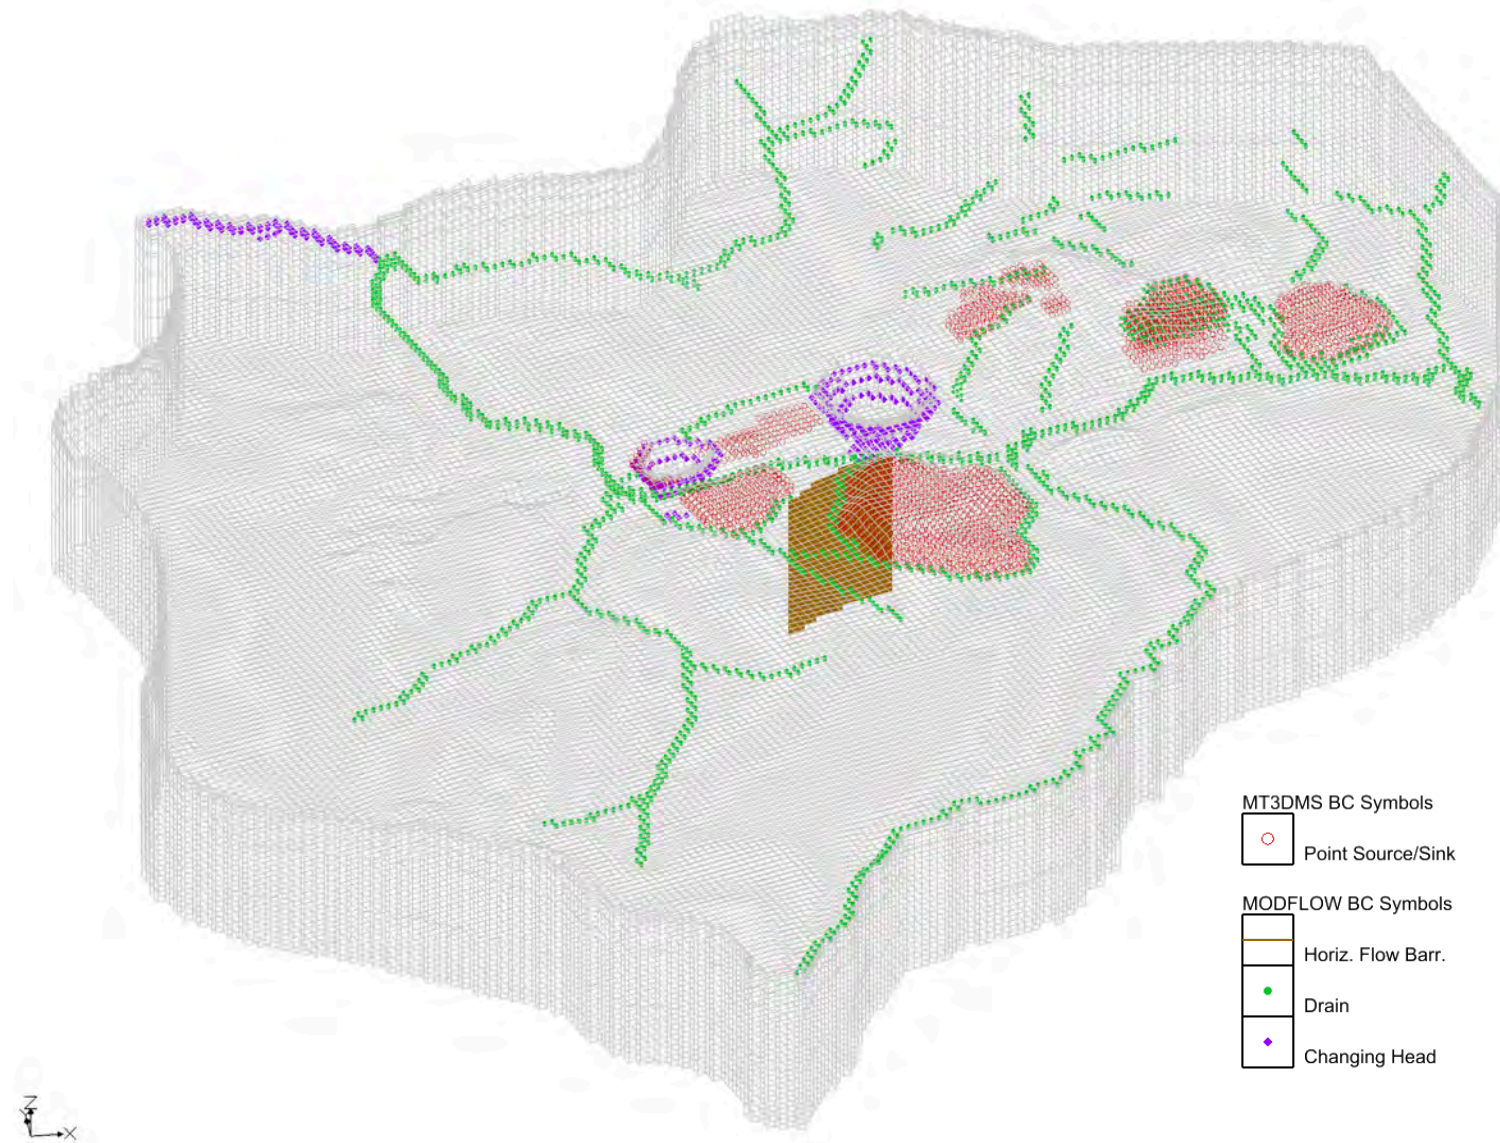 MT3DMS BC Symbols
Point Source/Sink
MODFLOW BC Symbols
Horiz. Flow Barr.
Drain
Changing Head
Z
Y
X